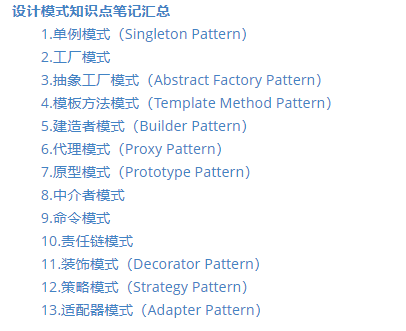 设计模式知识点笔记汇总
1.单例模式（Singleton Pattern）
2.工厂模式
3.抽象工厂模式（Abstract Factory Pattern）
4.模板方法模式（Template Method Pattern）
5.建造者模式（Builder Pattern）
6.代理模式（Proxy Pattern）
7.原型模式（Prototype Pattern）
8.中介者模式
9.命令模式
10.责任链模式
11.装饰模式（Decorator Pattern）
12.策略模式（Strategy Pattern）
13.适配器模式（Adapter Pattern）